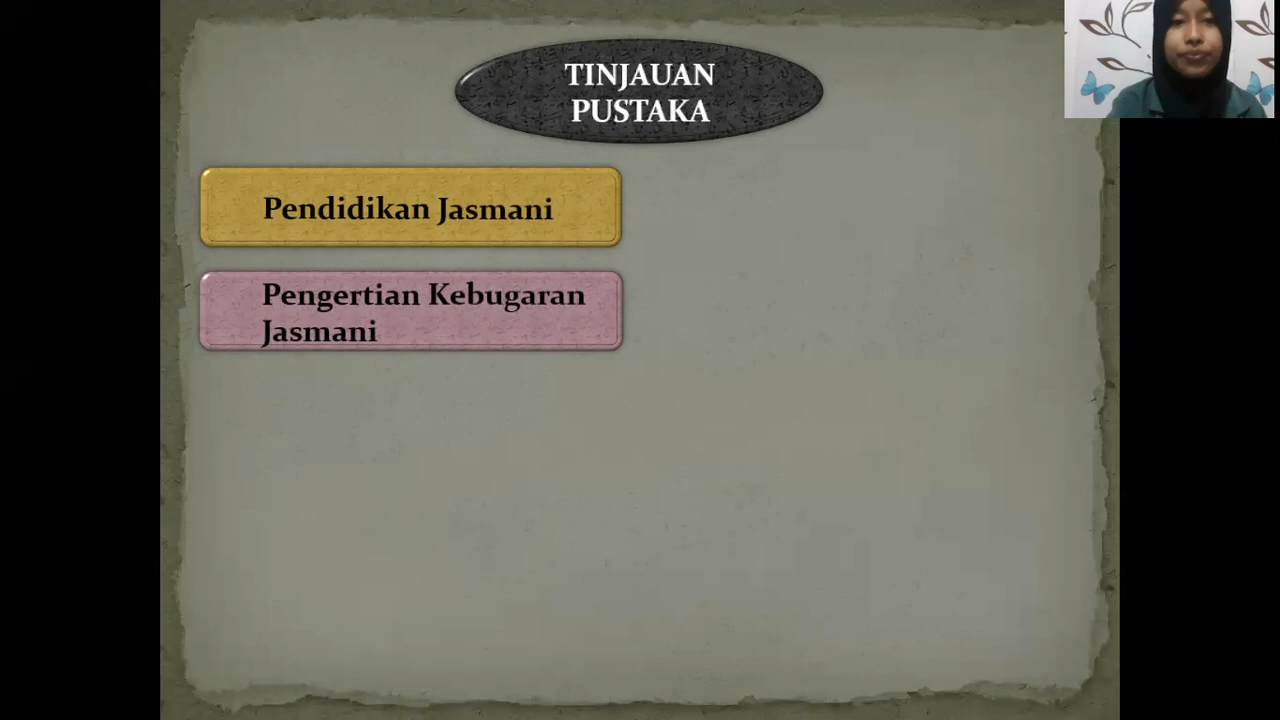 TINJAUAN
PUSTAKA
Pendidikan Jasmani
Pengertian Kebugaran
Jasmani